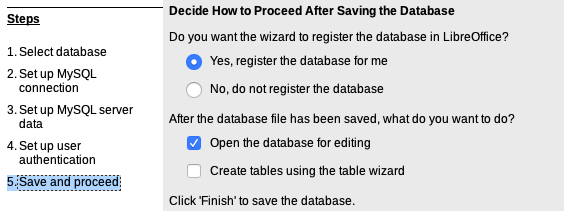 Steps
1. Select database
2. Set up MySQL
connection
3. Set up MySQL server
data
4. Set up user
authentication
5. Save and proceed
Decide How to Proceed After Saving the Database
Do you want the wizard to register the database in LibreOffice?
Yes, register the database for me
No, do not register the database
After the database file has been saved, what do you want to do?
Open the database for editing
Create tables using the table wizard
Click 'Finish' to save the database.